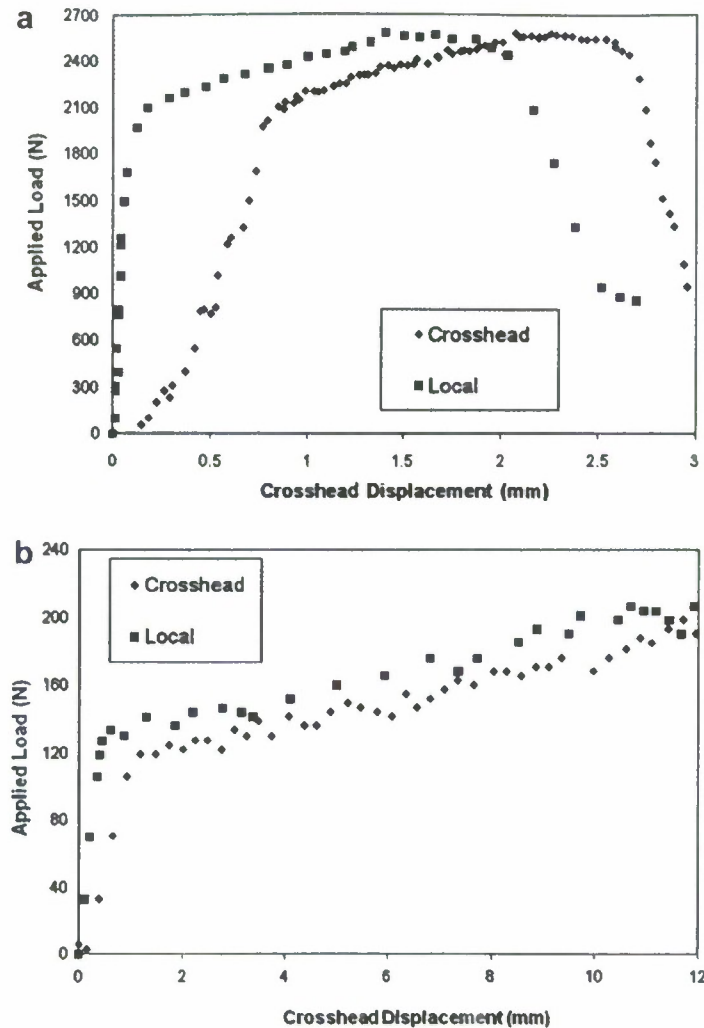 a
2700
2400
2100
1800
1500
1200
900
600
300
0
Applied Load (N)
Crosshead
Local
0 0.5 1 1.5 2 2.5 3
Crosshead Displacement (mm)
b
240
200
160
120
80
40
0
Applied Load (N)
Crosshead
Local
0 2 4 6 8 10 12
Crosshead Displacement (mm)